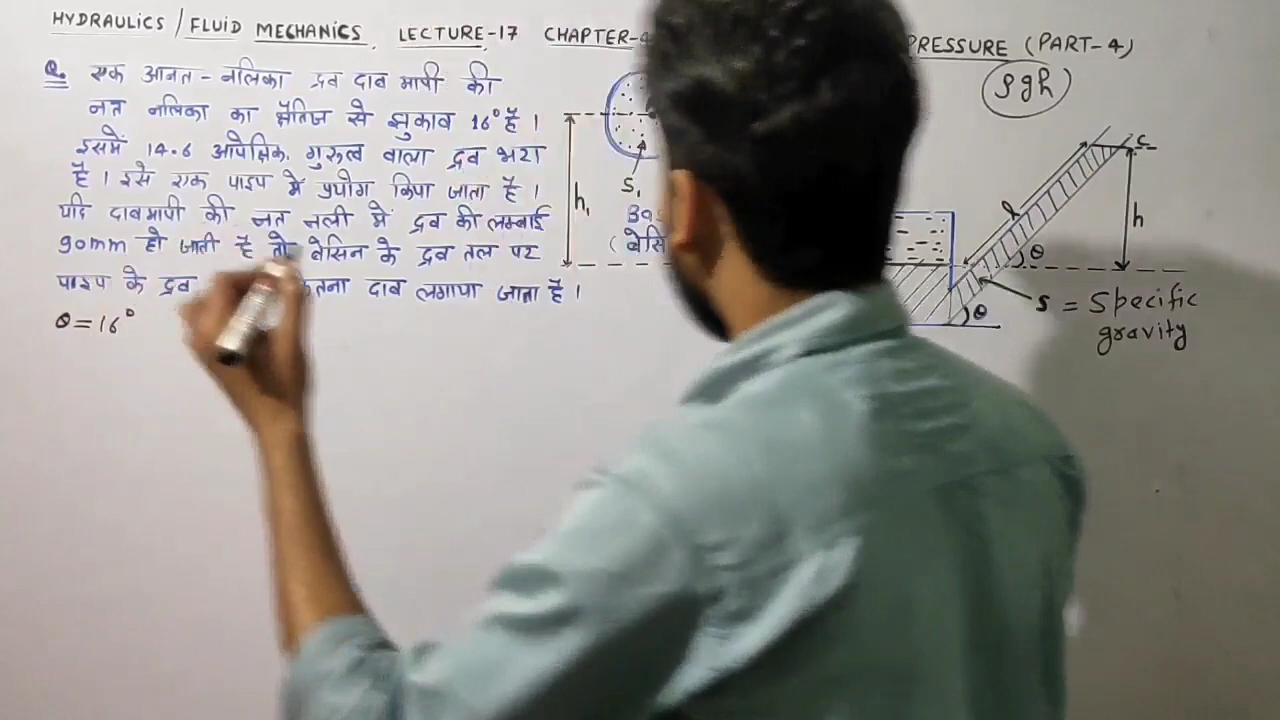 HYDRAULICS / FLUID MECHANICS, LECTURE-17 CHAPTER-4 PRESSURE (PART-4)
Q. एक आनत - नलिका द्रव दाब मापी की
नत नलिका का क्षैतिज से झुकाव 16° है ।
इसमें 14.6 आपेक्षिक गुरुत्व वाला द्रव भरा
है । इसे एक पाइप में प्रयोग किया जाता है ।
यदि दाबमापी की नत नली में द्रव की लम्बाई
90mm हो जाती है तो बेसिन के द्रव तल पर
पाइप के द्रव कितना दाब लगाया जाता है ।
θ = 16°
ρgh
h₁
S₁
Bas
(बेसि
l
c
h
θ
θ
s = Specific
gravity